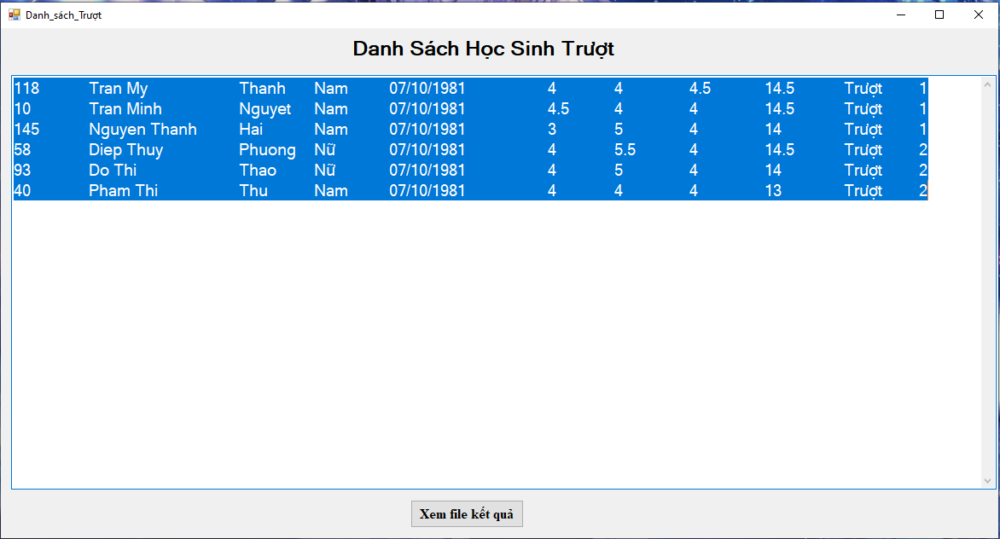 Danh_sách_Trượt
Danh Sách Học Sinh Trượt
118 Tran My Thanh Nam 07/10/1981 4 4 4.5 14.5 Trượt 1
10 Tran Minh Nguyet Nam 07/10/1981 4.5 4 4 14.5 Trượt 1
145 Nguyen Thanh Hai Nam 07/10/1981 3 5 4 14 Trượt 1
58 Diep Thuy Phuong Nữ 07/10/1981 4 5.5 4 14.5 Trượt 2
93 Do Thi Thao Nữ 07/10/1981 4 5 4 14 Trượt 2
40 Pham Thi Thu Nam 07/10/1981 4 4 4 13 Trượt 2
Xem file kết quả